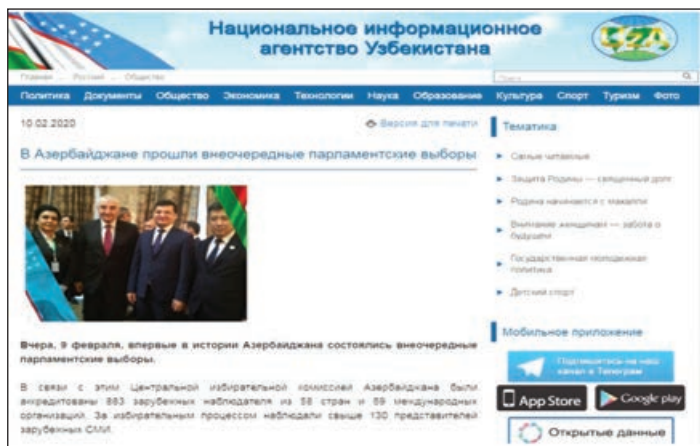 Национальное информационное
агентство Узбекистана
Главная Русский Общество
Поиск
Политика Документы Общество Экономика Технологии Наука Образование Культура Спорт Туризм Фото
10.02.2020
Версия для печати
В Азербайджане прошли внеочередные парламентские выборы
Вчера, 9 февраля, впервые в истории Азербайджана состоялись внеочередные
парламентские выборы.
В связи с этим Центральной избирательной комиссией Азербайджана были
аккредитованы 883 зарубежных наблюдателя из 58 стран и 59 международных
организаций. За избирательным процессом наблюдали свыше 130 представителей
зарубежных СМИ.
Тематика
Самые читаемые
Защита Родины — священный долг
Родина начинается с махалли
Внимание женщинам — забота о
будущем
Государственная молодежная
политика
Детский спорт
Мобильное приложение
Подпишитесь на наш
канал в Телеграм
App Store
Google play
Открытые данные